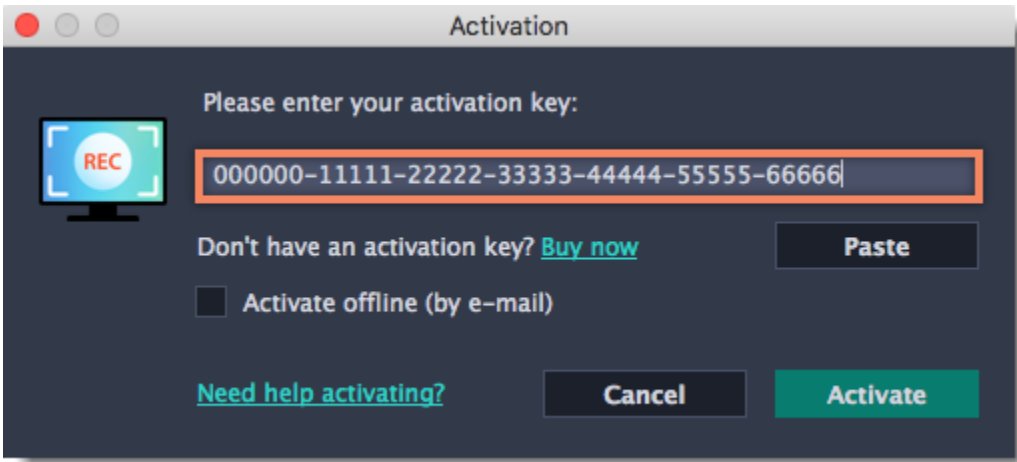 Activation
Please enter your activation key:
REC
000000-11111-22222-33333-44444-55555-66666
Don't have an activation key? Buy now
Paste
Activate offline (by e-mail)
Need help activating?
Cancel
Activate